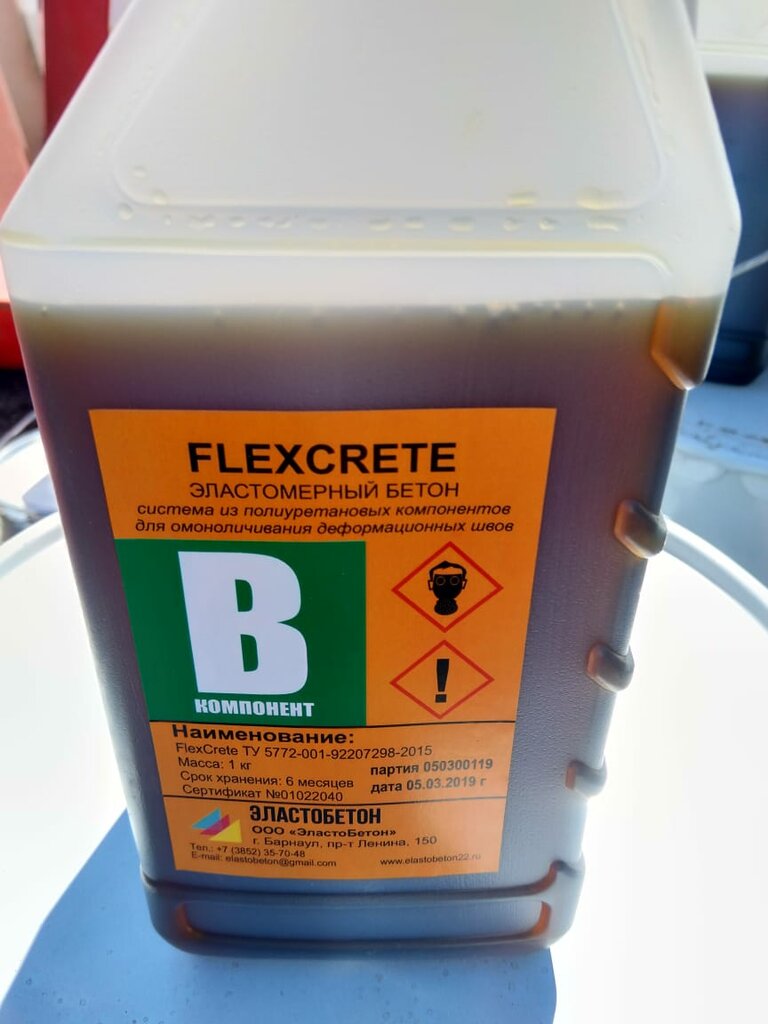 FLEXCRETE
ЭЛАСТОМЕРНЫЙ БЕТОН
система из полиуретановых компонентов
для омоноличивания деформационных швов
B
КОМПОНЕНТ
Наименование:
FlexCrete ТУ 5772-001-92207298-2015
Масса: 1 кг
партия 050300119
Срок хранения: 6 месяцев
дата 05.03.2019 г
Сертификат №01022040
ЭЛАСТОБЕТОН
ООО «ЭластоБетон»
г. Барнаул, пр-т Ленина, 150
Тел.: +7 (3852) 35-70-48
E-mail: elastobeton@gmail.com
www.elastobeton22.ru